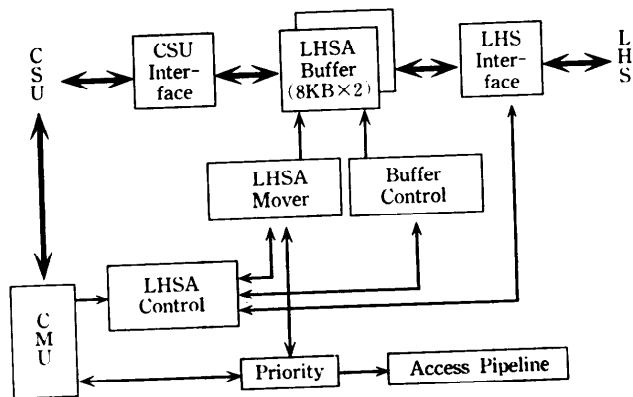 CSU
CSU
Inter-
face
LHSA
Buffer
(8KB×2)
LHS
Inter-
face
LHS
LHSA
Mover
Buffer
Control
LHSA
Control
CMU
Priority
Access Pipeline